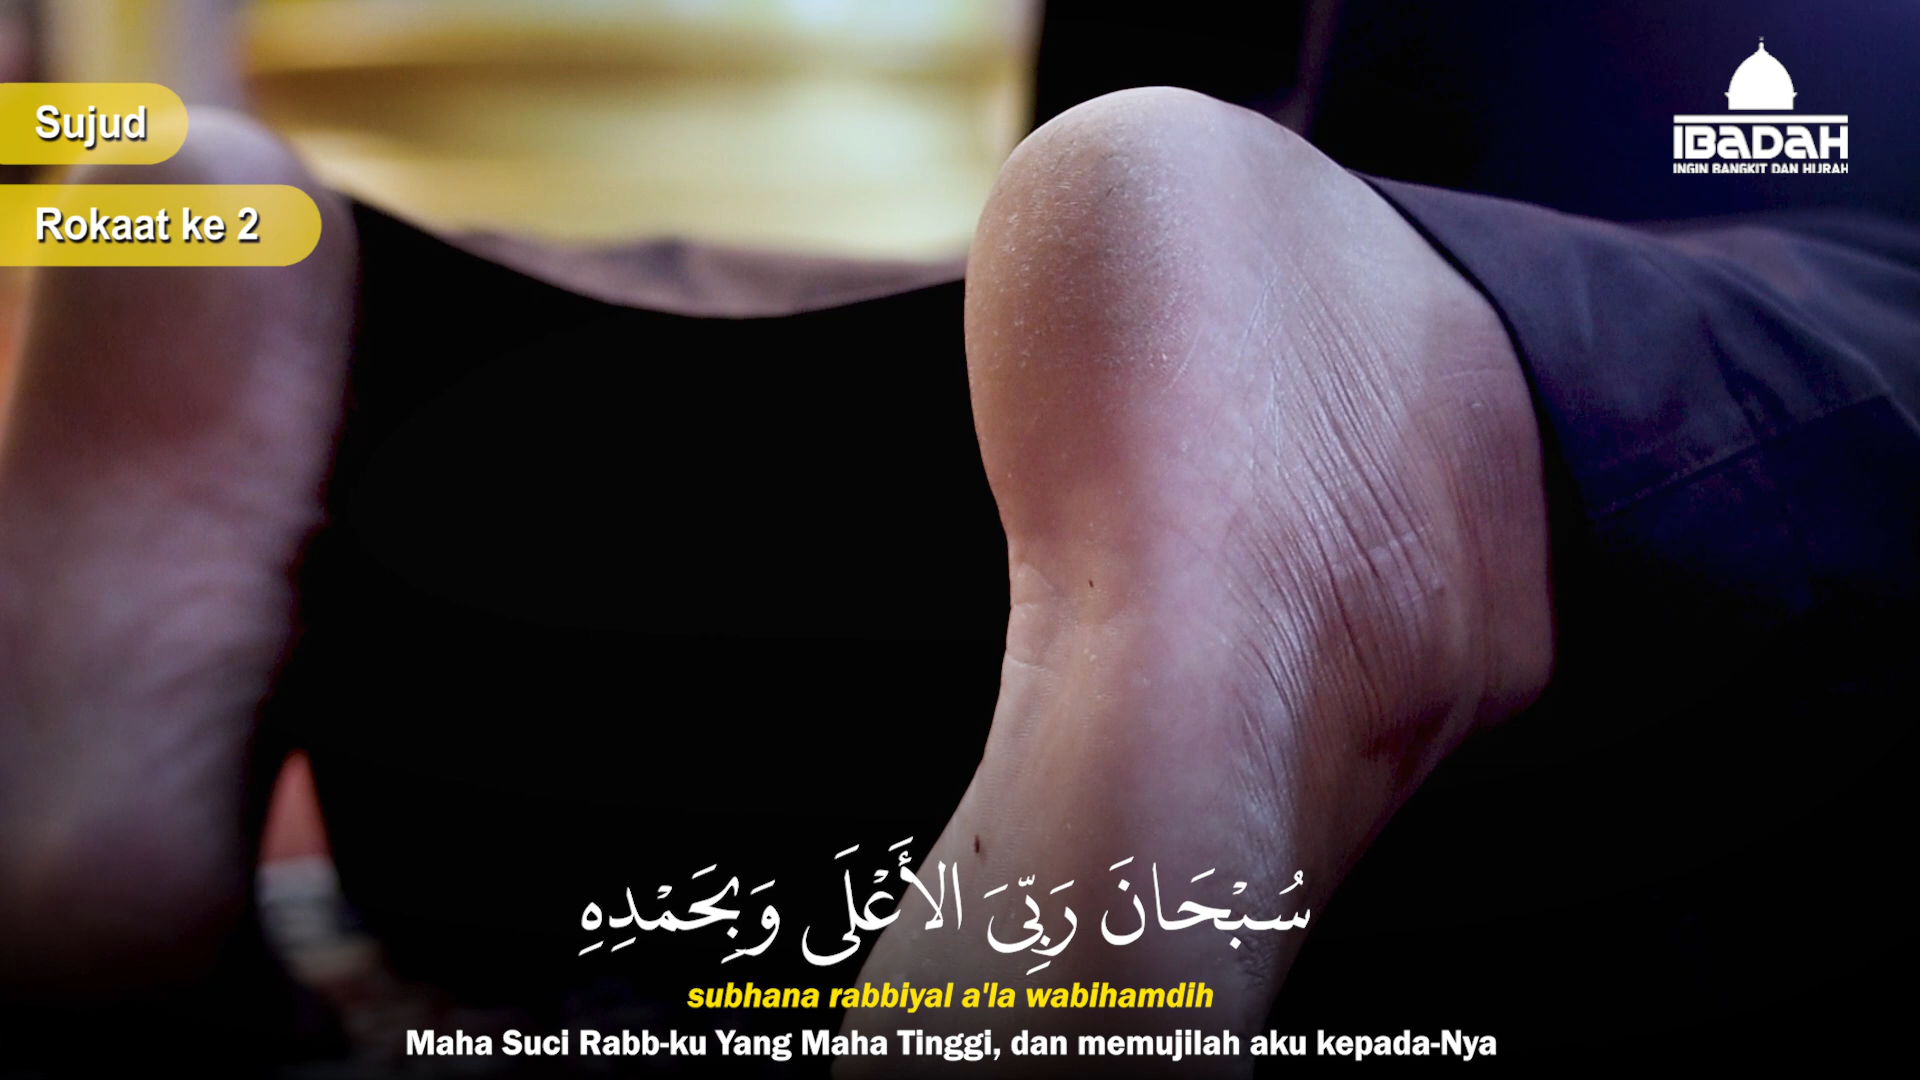 Sujud
Rokaat ke 2
IBADAH
INGIN BANGKIT DAN HIJRAH
سُبْحَانَ رَبِّيَ الأَعْلَى وَبِحَمْدِهِ
subhana rabbiyal a'la wabihamdih
Maha Suci Rabb-ku Yang Maha Tinggi, dan memujilah aku kepada-Nya